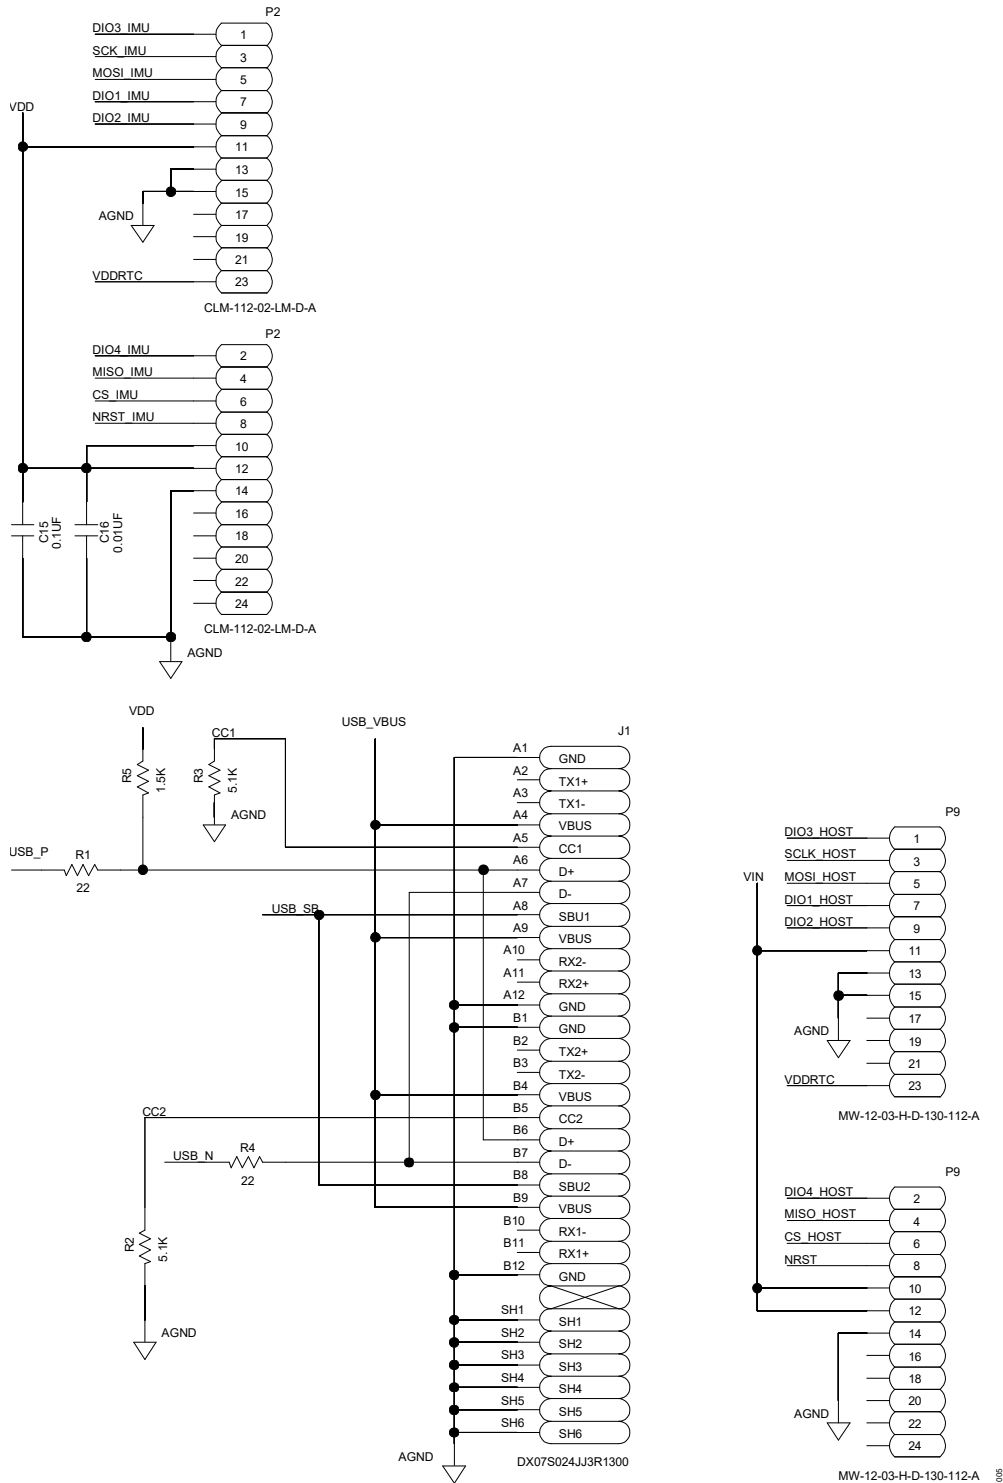 P2
DIO3_IMU 1
SCK_IMU 3
MOSI_IMU 5
DIO1_IMU 7
VDD
DIO2_IMU 9
11
13
15
AGND
17
19
21
VDDRTC 23
CLM-112-02-LM-D-A
P2
DIO4_IMU 2
MISO_IMU 4
CS_IMU 6
NRST_IMU 8
10
12
14
16
C15 0.1UF
C16 0.01UF
18
20
22
24
CLM-112-02-LM-D-A
AGND
VDD
R5 1.5K
CC1
R3 5.1K
AGND
USB_P
R1
22
USB_VBUS
USB_SB
CC2
USB_N
R4
22
R2 5.1K
AGND
J1
A1 GND
A2 TX1+
A3 TX1-
A4 VBUS
A5 CC1
A6 D+
A7 D-
A8 SBU1
A9 VBUS
A10 RX2-
A11 RX2+
A12 GND
B1 GND
B2 TX2+
B3 TX2-
B4 VBUS
B5 CC2
B6 D+
B7 D-
B8 SBU2
B9 VBUS
B10 RX1-
B11 RX1+
B12 GND
SH1 SH1
SH2 SH2
SH3 SH3
SH4 SH4
SH5 SH5
SH6 SH6
AGND
DX07S024JJ3R1300
P9
DIO3_HOST 1
SCLK_HOST 3
VIN
MOSI_HOST 5
DIO1_HOST 7
DIO2_HOST 9
11
13
15
17
AGND
19
21
VDDRTC 23
MW-12-03-H-D-130-112-A
P9
DIO4_HOST 2
MISO_HOST 4
CS_HOST 6
NRST 8
10
12
14
16
18
20
AGND
22
24
MW-12-03-H-D-130-112-A